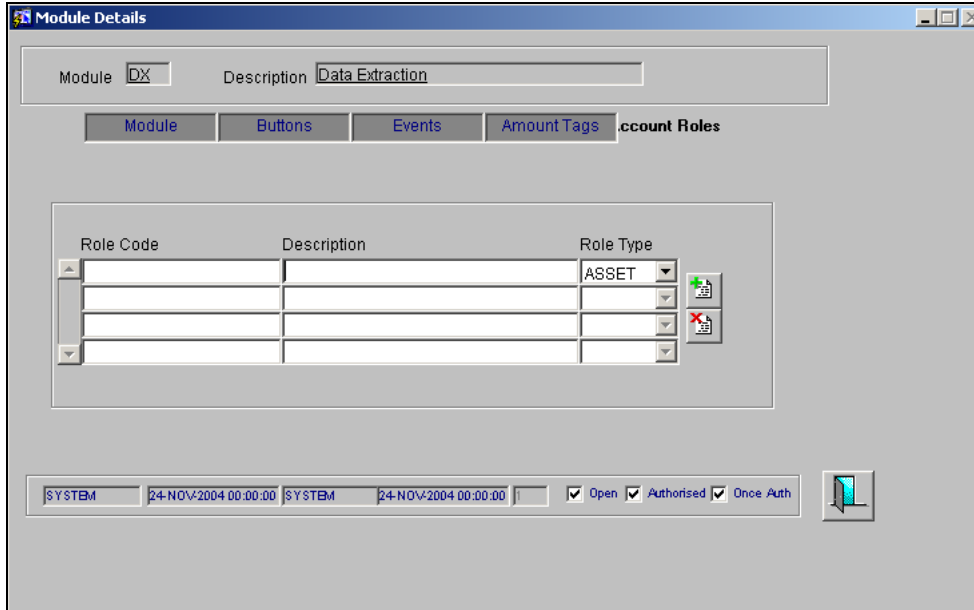 Module Details
Module DX Description Data Extraction
Module Buttons Events Amount Tags .ccount Roles
Role Code Description Role Type
ASSET
SYSTEM 24-NOV-2004 00:00:00 SYSTEM 24-NOV-2004 00:00:00 1 Open Authorised Once Auth